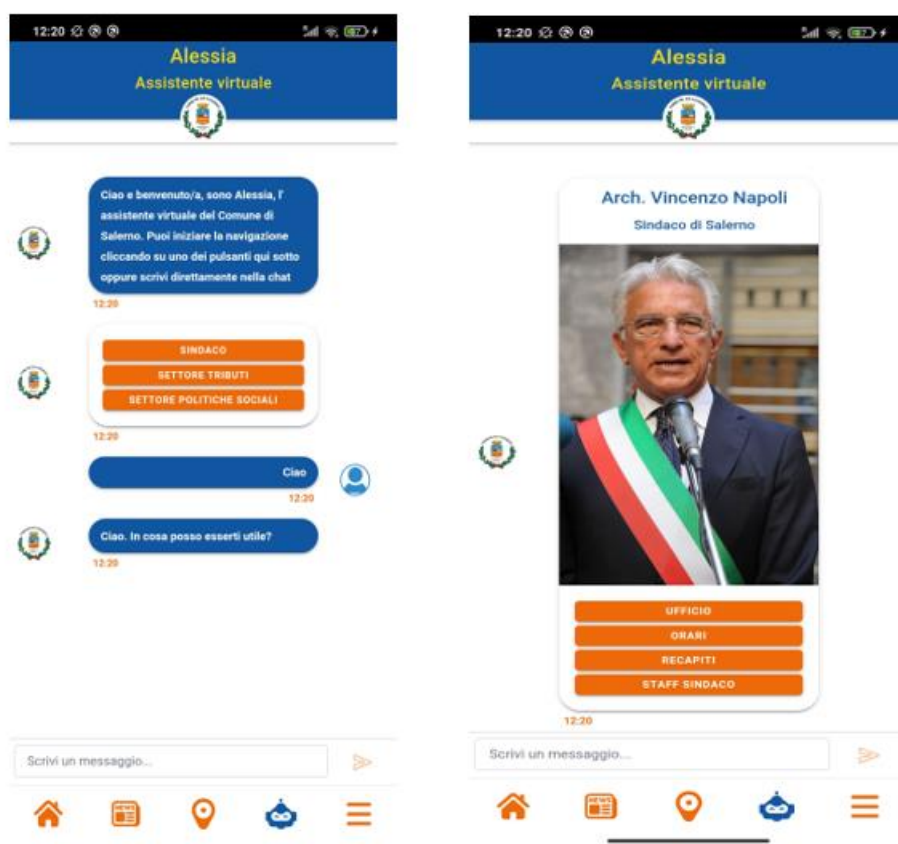 12:20
Alessia
Assistente virtuale
Ciao e benvenuto/a, sono Alessia, l'
assistente virtuale del Comune di
Salerno. Puoi iniziare la navigazione
cliccando su uno dei pulsanti qui sotto
oppure scrivi direttamente nella chat
12:20
SINDACO
SETTORE TRIBUTI
SETTORE POLITICHE SOCIALI
12:20
Ciao
12:20
Ciao. In cosa posso esserti utile?
12:20
Scrivi un messaggio...
NEWS
12:20
Alessia
Assistente virtuale
Arch. Vincenzo Napoli
Sindaco di Salerno
UFFICIO
ORARI
RECAPITI
STAFF SINDACO
12:20
Scrivi un messaggio...
NEWS